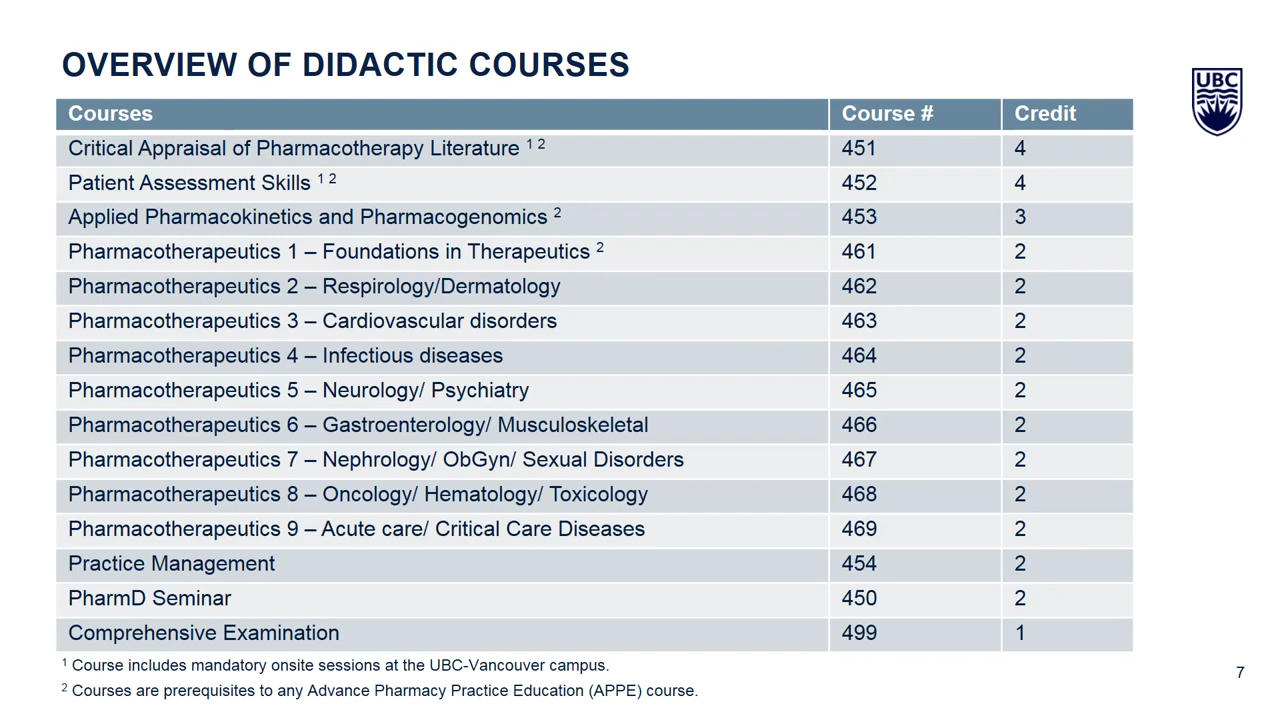 OVERVIEW OF DIDACTIC COURSES
UBC
Courses Course # Credit
Critical Appraisal of Pharmacotherapy Literature ¹ ² 451 4
Patient Assessment Skills ¹ ² 452 4
Applied Pharmacokinetics and Pharmacogenomics ² 453 3
Pharmacotherapeutics 1 – Foundations in Therapeutics ² 461 2
Pharmacotherapeutics 2 – Respirology/Dermatology 462 2
Pharmacotherapeutics 3 – Cardiovascular disorders 463 2
Pharmacotherapeutics 4 – Infectious diseases 464 2
Pharmacotherapeutics 5 – Neurology/ Psychiatry 465 2
Pharmacotherapeutics 6 – Gastroenterology/ Musculoskeletal 466 2
Pharmacotherapeutics 7 – Nephrology/ ObGyn/ Sexual Disorders 467 2
Pharmacotherapeutics 8 – Oncology/ Hematology/ Toxicology 468 2
Pharmacotherapeutics 9 – Acute care/ Critical Care Diseases 469 2
Practice Management 454 2
PharmD Seminar 450 2
Comprehensive Examination 499 1
¹ Course includes mandatory onsite sessions at the UBC-Vancouver campus.
² Courses are prerequisites to any Advance Pharmacy Practice Education (APPE) course.
7